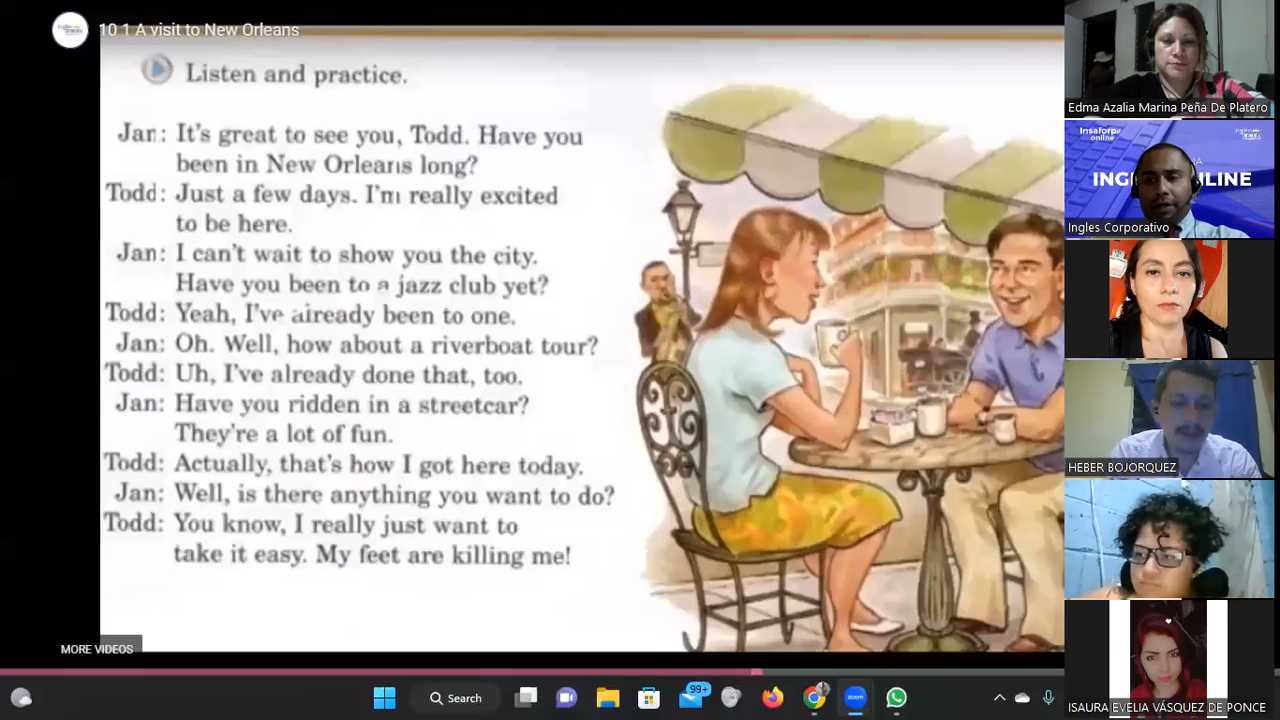 10 1 A visit to New Orleans
Listen and practice.
Jan: It's great to see you, Todd. Have you
been in New Orleans long?
Todd: Just a few days. I'm really excited
to be here.
Jan: I can't wait to show you the city.
Have you been to a jazz club yet?
Todd: Yeah, I've already been to one.
Jan: Oh. Well, how about a riverboat tour?
Todd: Uh, I've already done that, too.
Jan: Have you ridden in a streetcar?
They're a lot of fun.
Todd: Actually, that's how I got here today.
Jan: Well, is there anything you want to do?
Todd: You know, I really just want to
take it easy. My feet are killing me!
MORE VIDEOS
Search
99+
Edma Azalia Marina Peña De Platero
Insaforp
online
INGL NLINE
Ingles Corporativo
HEBER BOJORQUEZ
ISAURA EVELIA VÁSQUEZ DE PONCE
zoom